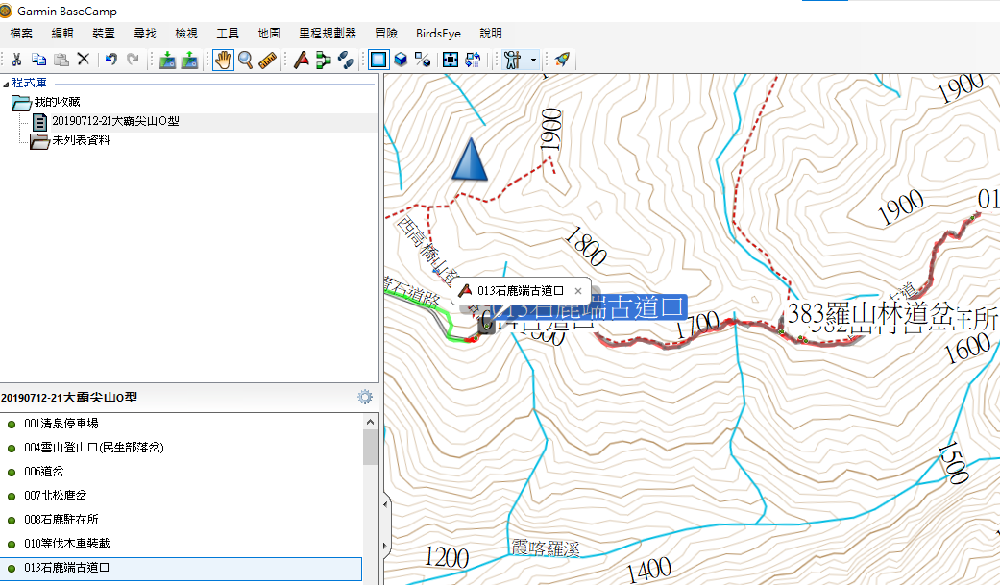 Garmin BaseCamp
檔案 編輯 裝置 尋找 檢視 工具 地圖 里程規劃器 冒險 BirdsEye 說明
程式庫
我的收藏
20190712-21大霸尖山O型
未列表資料
20190712-21大霸尖山O型
001清泉停車場
004雲山登山口(民生部落岔)
006道岔
007北松鹿岔
008石鹿駐在所
010等伐木車裝載
013石鹿端古道口
1900
1900
1900
01
1800
013石鹿端古道口
013石鹿端古道口
1700
383羅山林道岔
1600
1500
霞喀羅溪
1200
1400